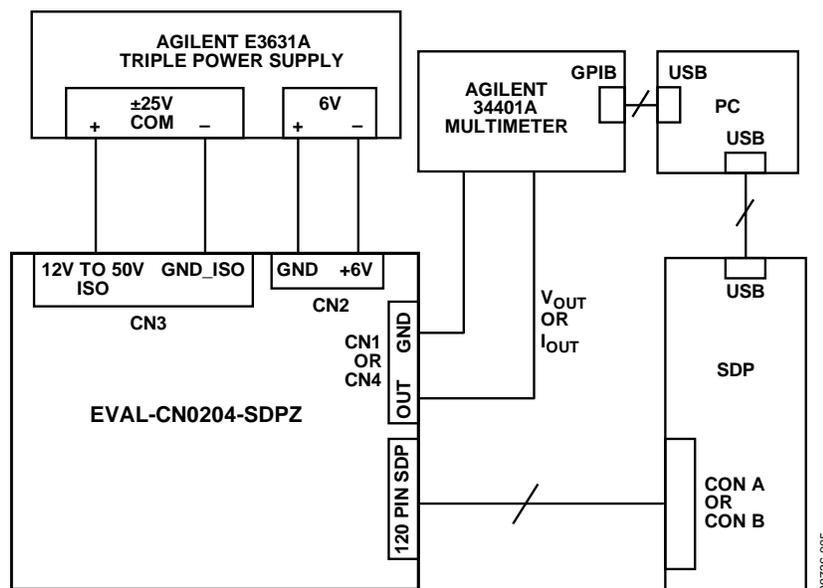 AGILENT E3631A
TRIPLE POWER SUPPLY
±25V
COM
+
–
6V
+
–
AGILENT
34401A
MULTIMETER
GPIB
USB
PC
USB
12V TO 50V
ISO
GND_ISO
CN3
GND
+6V
CN2
CN1
OR
CN4
GND
OUT
VOUT
OR
IOUT
EVAL-CN0204-SDPZ
120 PIN SDP
USB
SDP
CON A
OR
CON B